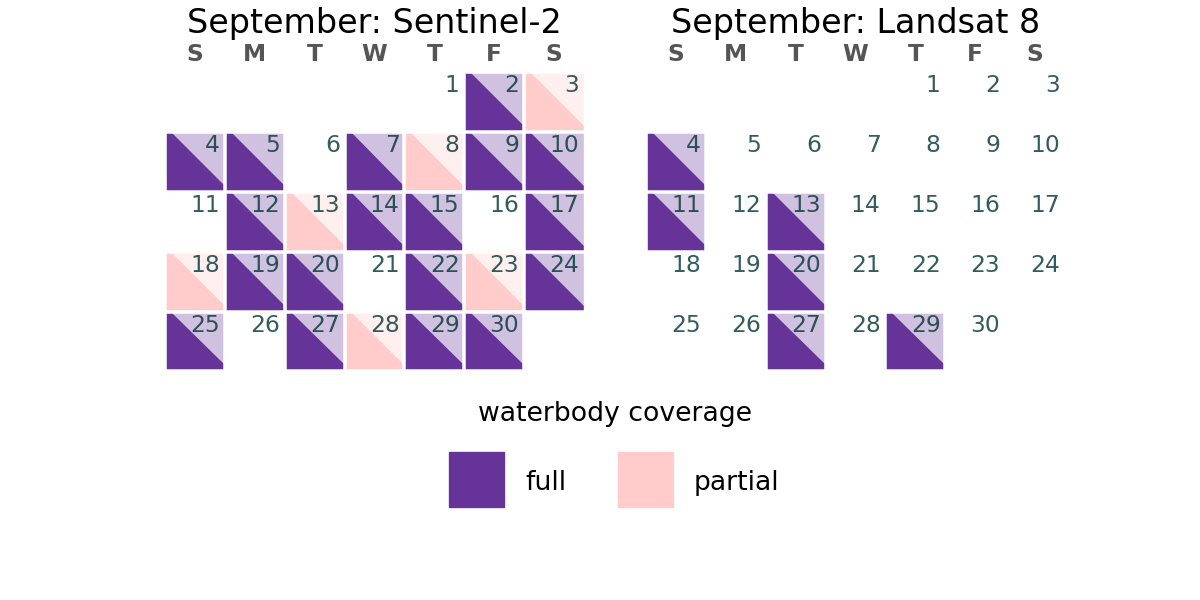 September: Sentinel-2
S M T W T F S
1 2 3
4 5 6 7 8 9 10
11 12 13 14 15 16 17
18 19 20 21 22 23 24
25 26 27 28 29 30
September: Landsat 8
S M T W T F S
1 2 3
4 5 6 7 8 9 10
11 12 13 14 15 16 17
18 19 20 21 22 23 24
25 26 27 28 29 30
waterbody coverage
full partial